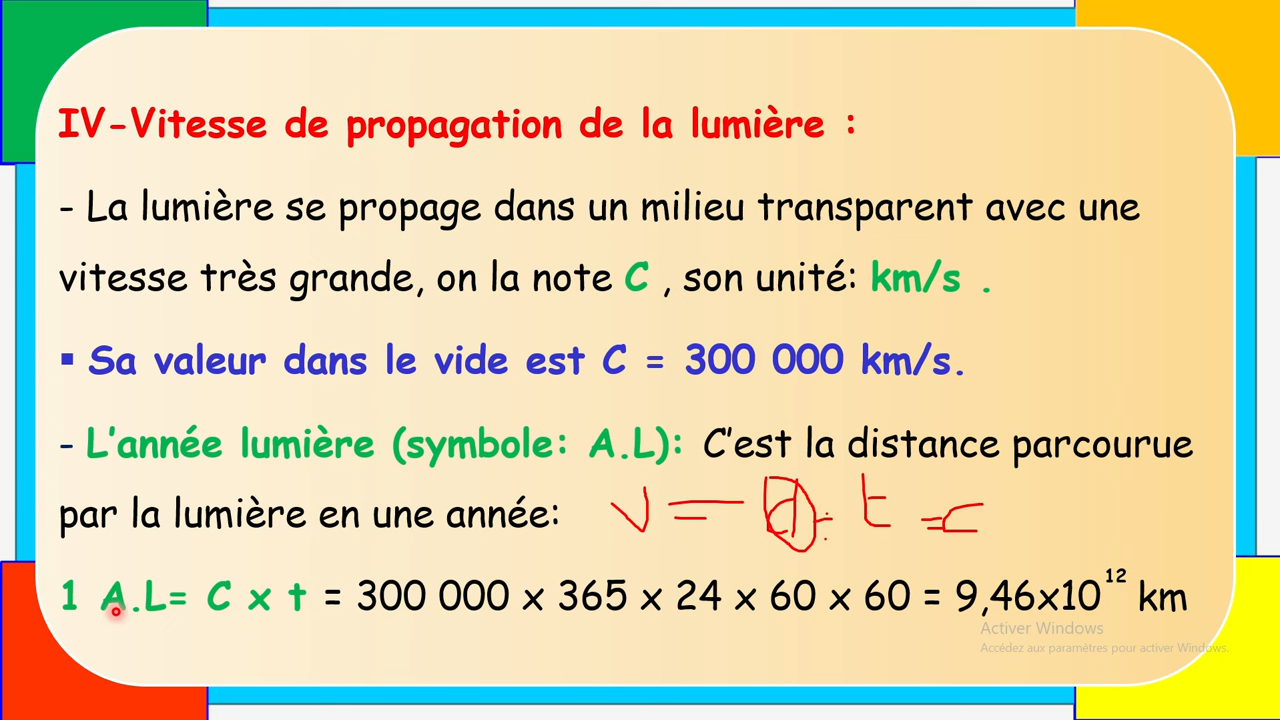 IV-Vitesse de propagation de la lumière :
- La lumière se propage dans un milieu transparent avec une
vitesse très grande, on la note C , son unité: km/s .
▪ Sa valeur dans le vide est C = 300 000 km/s.
- L’année lumière (symbole: A.L): C’est la distance parcourue
par la lumière en une année:
v = d ÷ t = c
1 A.L= C x t = 300 000 x 365 x 24 x 60 x 60 = 9,46x10¹² km
Activer Windows
Accédez aux paramètres pour activer Windows.